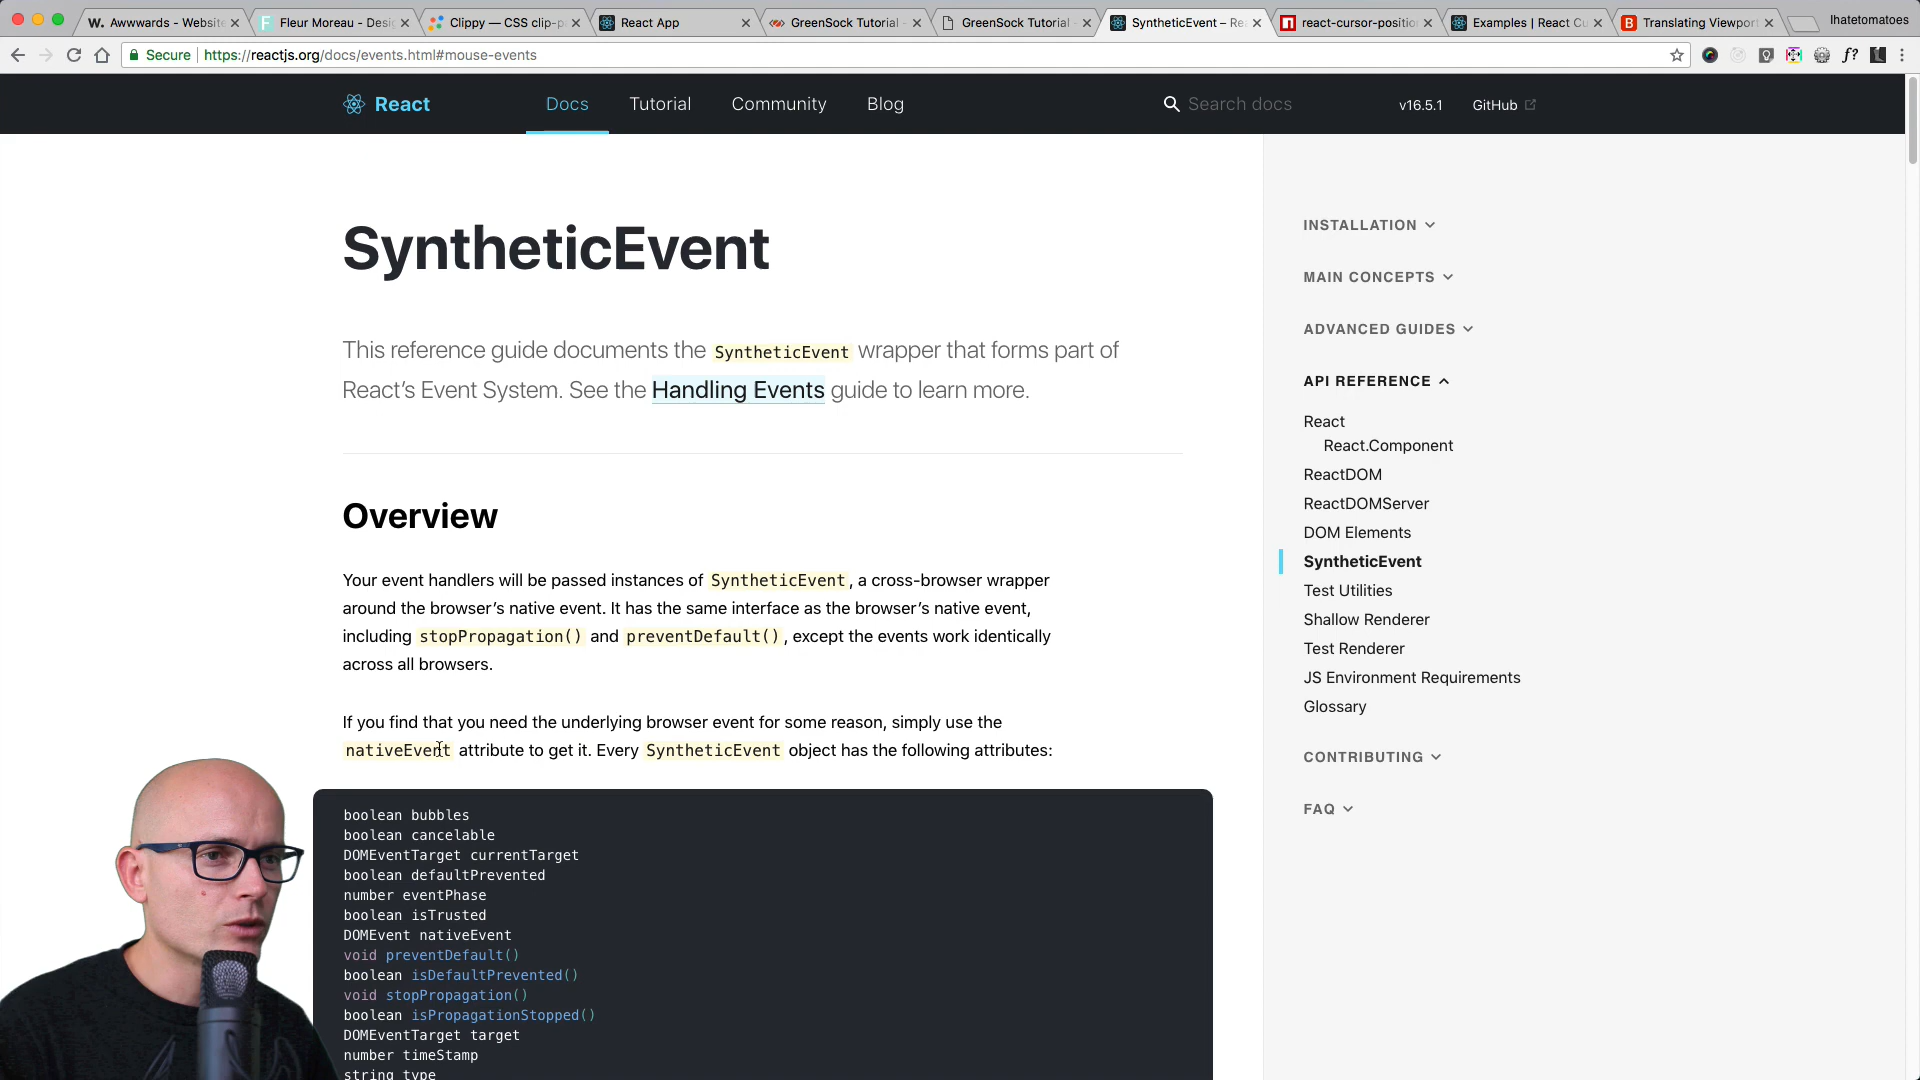 W. Awwwards - Website
Fleur Moreau - Desi
Clippy — CSS clip-p
React App
GreenSock Tutorial -
GreenSock Tutorial -
SyntheticEvent – Re
react-cursor-positio
Examples | React Cu
B Translating Viewport
Ihatetomatoes
Secure https://reactjs.org/docs/events.html#mouse-events
f?
React
Docs
Tutorial
Community
Blog
Search docs
v16.5.1
GitHub
SyntheticEvent
This reference guide documents the SyntheticEvent wrapper that forms part of
React’s Event System. See the Handling Events guide to learn more.
Overview
Your event handlers will be passed instances of SyntheticEvent, a cross-browser wrapper
around the browser’s native event. It has the same interface as the browser’s native event,
including stopPropagation() and preventDefault(), except the events work identically
across all browsers.
If you find that you need the underlying browser event for some reason, simply use the
nativeEvent attribute to get it. Every SyntheticEvent object has the following attributes:
boolean bubbles
boolean cancelable
DOMEventTarget currentTarget
boolean defaultPrevented
number eventPhase
boolean isTrusted
DOMEvent nativeEvent
void preventDefault()
boolean isDefaultPrevented()
void stopPropagation()
boolean isPropagationStopped()
DOMEventTarget target
number timeStamp
string type
INSTALLATION
MAIN CONCEPTS
ADVANCED GUIDES
API REFERENCE
React
React.Component
ReactDOM
ReactDOMServer
DOM Elements
SyntheticEvent
Test Utilities
Shallow Renderer
Test Renderer
JS Environment Requirements
Glossary
CONTRIBUTING
FAQ